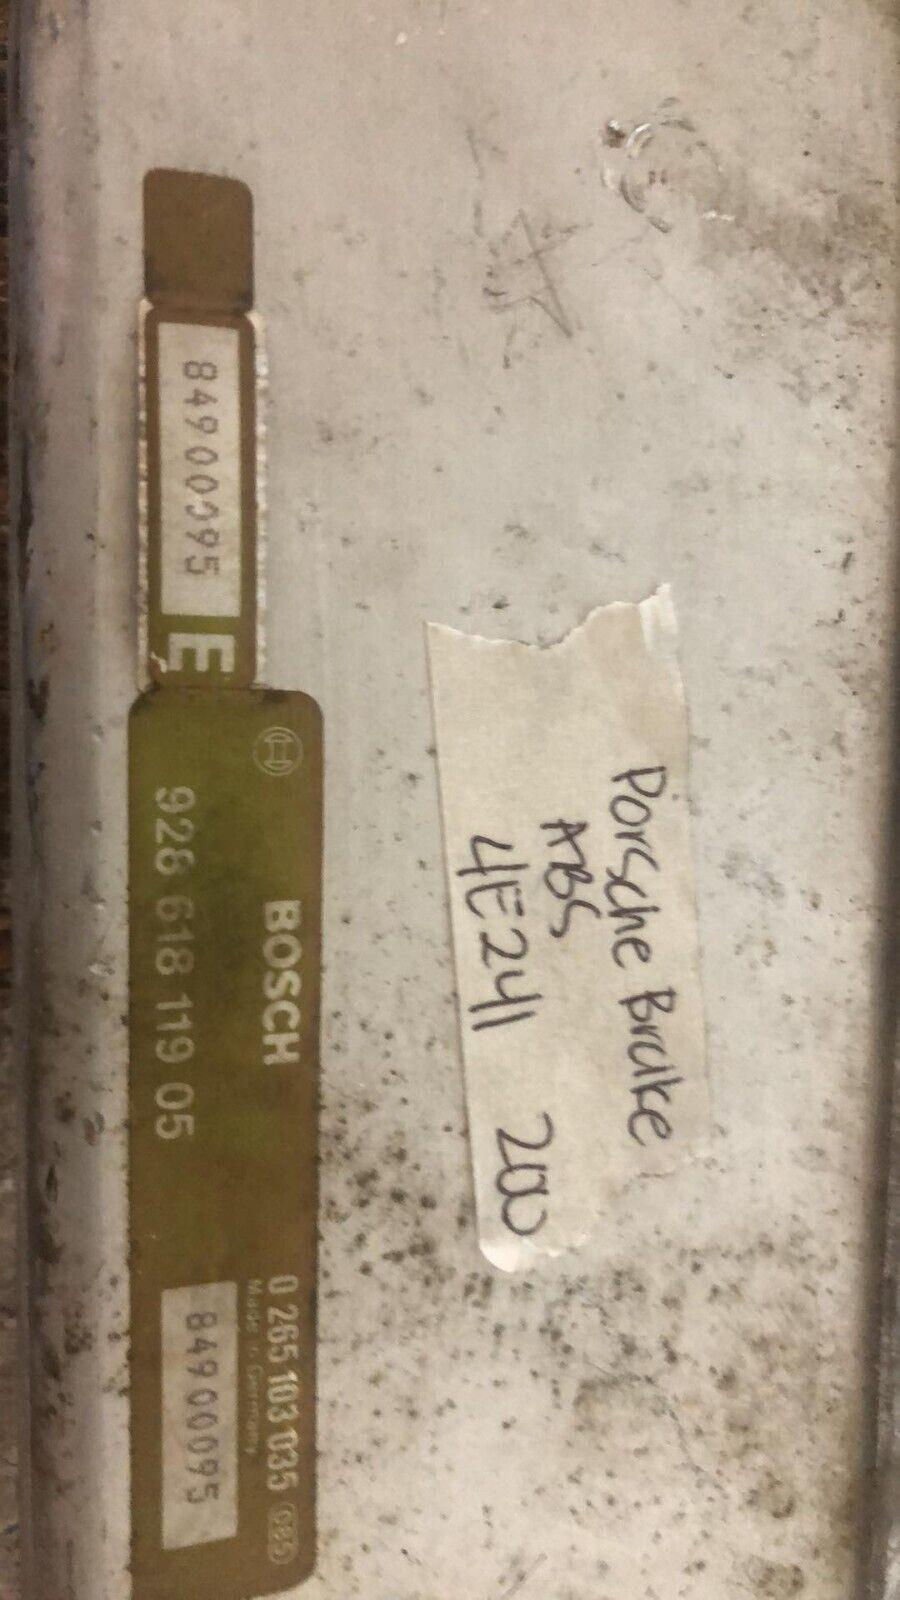 84900095
E
BOSCH
928 618 119 05
0 265 103 035
Made in Germany
84900095
Porsche Brake
ABS
4E241 200